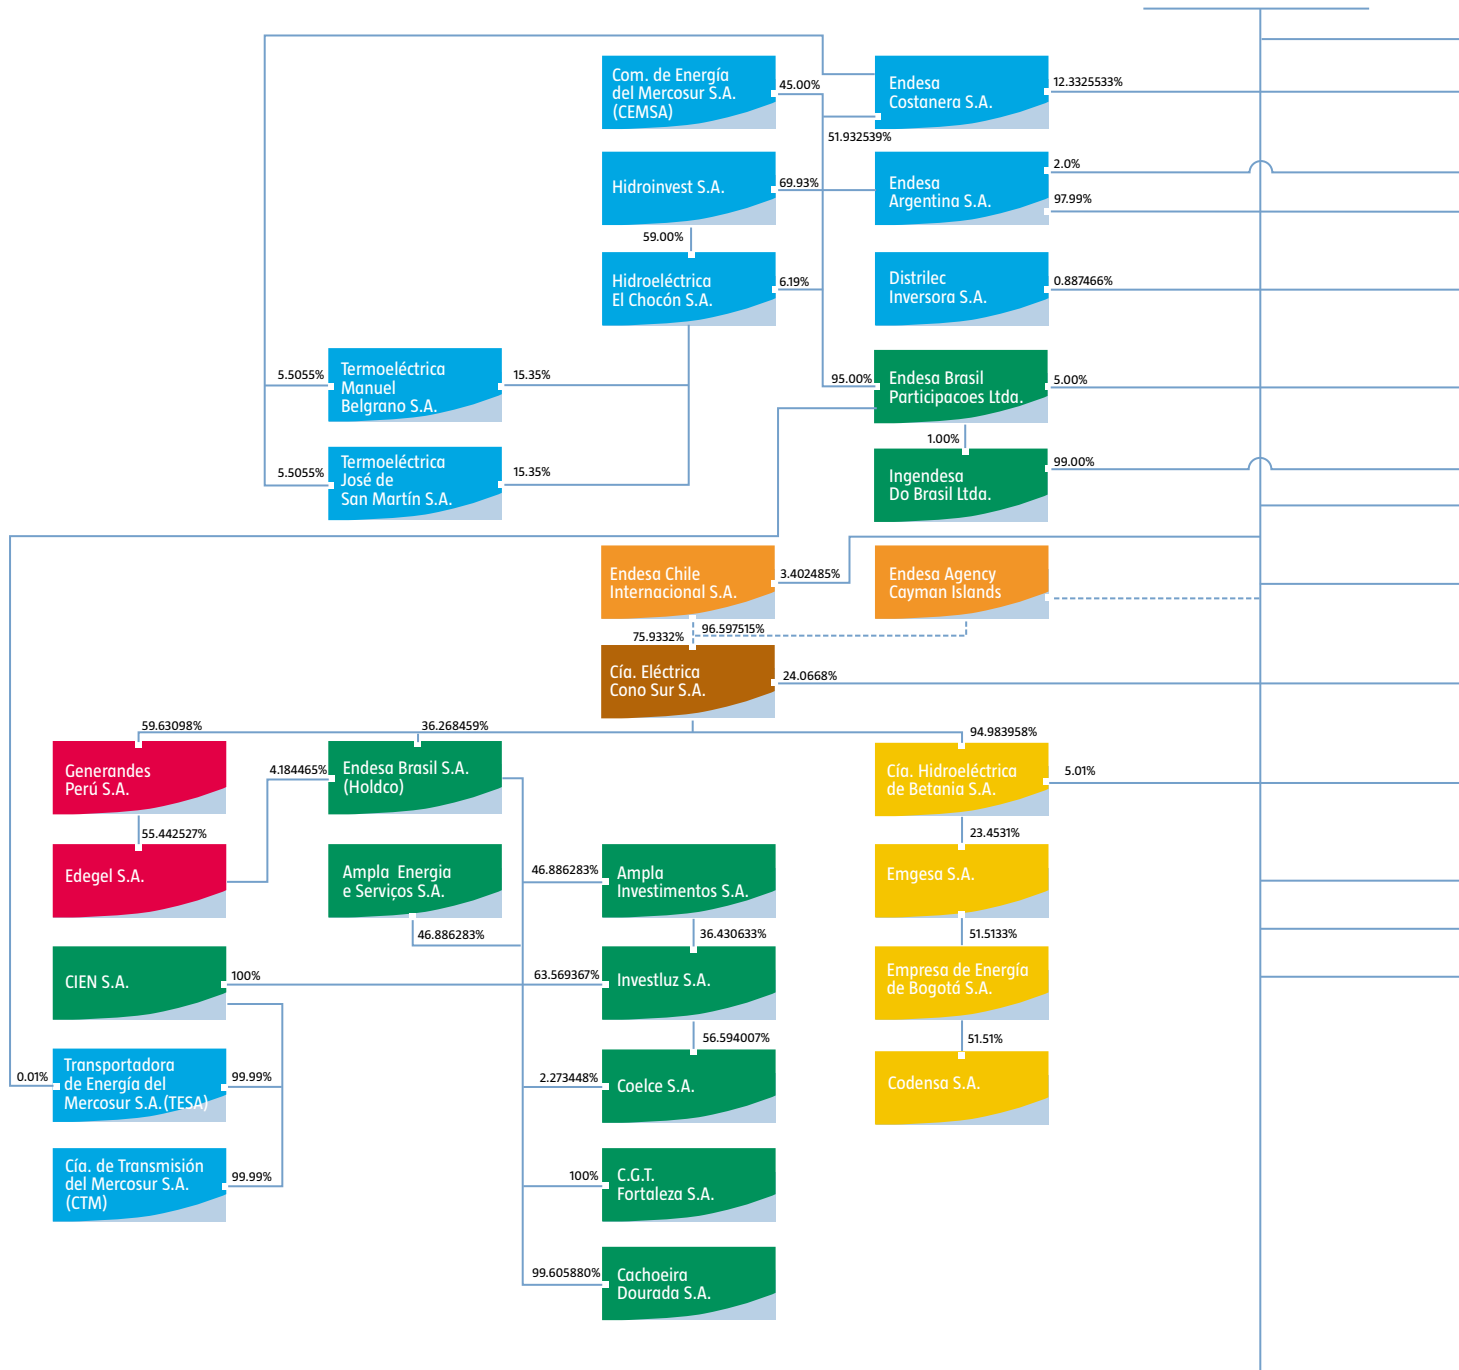 Com. de Energía
del Mercosur S.A.
(CEMSA)
45.00%
Endesa
Costanera S.A.
12.3325533%
51.932539%
Hidroinvest S.A.
69.93%
Endesa
Argentina S.A.
2.0%
97.99%
59.00%
Hidroeléctrica
El Chocón S.A.
6.19%
Distrilec
Inversora S.A.
0.887466%
5.5055%
Termoeléctrica
Manuel
Belgrano S.A.
15.35%
95.00%
Endesa Brasil
Participacoes Ltda.
5.00%
1.00%
5.5055%
Termoeléctrica
José de
San Martín S.A.
15.35%
Ingendesa
Do Brasil Ltda.
99.00%
Endesa Chile
Internacional S.A.
3.402485%
Endesa Agency
Cayman Islands
96.597515%
75.9332%
Cía. Eléctrica
Cono Sur S.A.
24.0668%
59.63098%
36.268459%
94.983958%
Generandes
Perú S.A.
4.184465%
Endesa Brasil S.A.
(Holdco)
Cía. Hidroeléctrica
de Betania S.A.
5.01%
55.442527%
23.4531%
Edegel S.A.
Ampla Energia
e Serviços S.A.
46.886283%
Ampla
Investimentos S.A.
Emgesa S.A.
46.886283%
36.430633%
51.5133%
CIEN S.A.
100%
63.569367%
Investluz S.A.
Empresa de Energía
de Bogotá S.A.
56.594007%
51.51%
0.01%
Transportadora
de Energía del
Mercosur S.A.(TESA)
99.99%
2.273448%
Coelce S.A.
Codensa S.A.
Cía. de Transmisión
del Mercosur S.A.
(CTM)
99.99%
100%
C.G.T.
Fortaleza S.A.
99.605880%
Cachoeira
Dourada S.A.